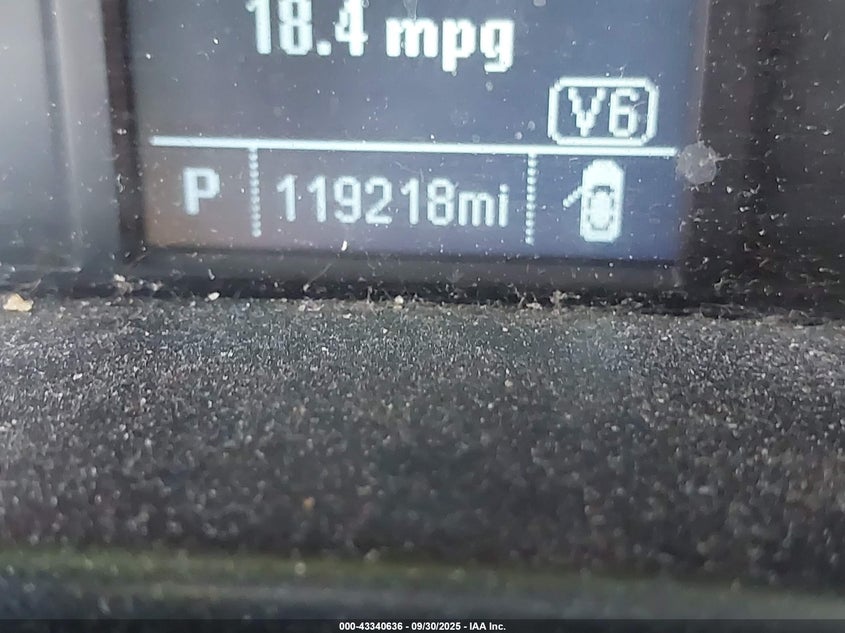 18.4 mpg
V6
P 119218mi
000-43340636 - 09/30/2025 - IAA Inc.